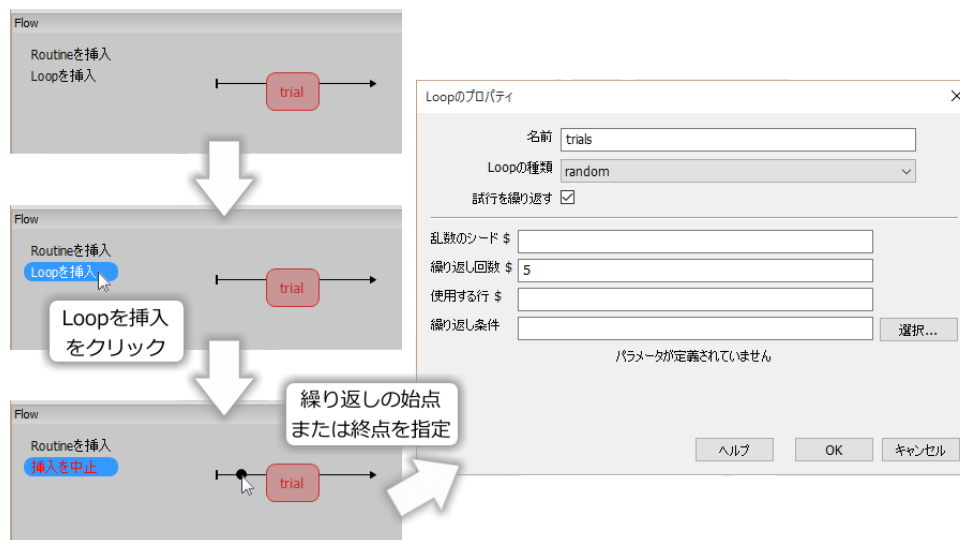 Flow
Routineを挿入
Loopを挿入
trial
Flow
Routineを挿入
Loopを挿入
trial
Loopを挿入
をクリック
Flow
Routineを挿入
挿入を中止
trial
繰り返しの始点
または終点を指定
Loopのプロパティ
名前 trials
Loopの種類 random
試行を繰り返す
乱数のシード $
繰り返し回数 $ 5
使用する行 $
繰り返し条件
選択...
パラメータが定義されていません
ヘルプ OK キャンセル